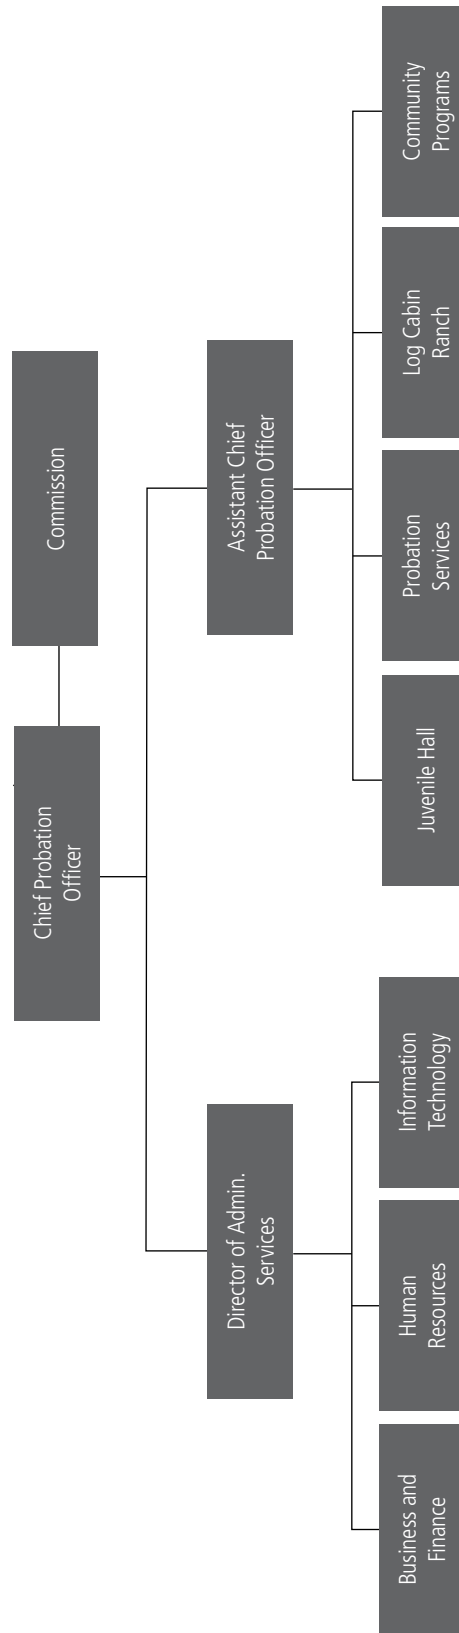 Commission
Chief Probation
Officer
Director of Admin.
Services
Assistant Chief
Probation Officer
Business and
Finance
Human
Resources
Information
Technology
Juvenile Hall
Probation
Services
Log Cabin
Ranch
Community
Programs